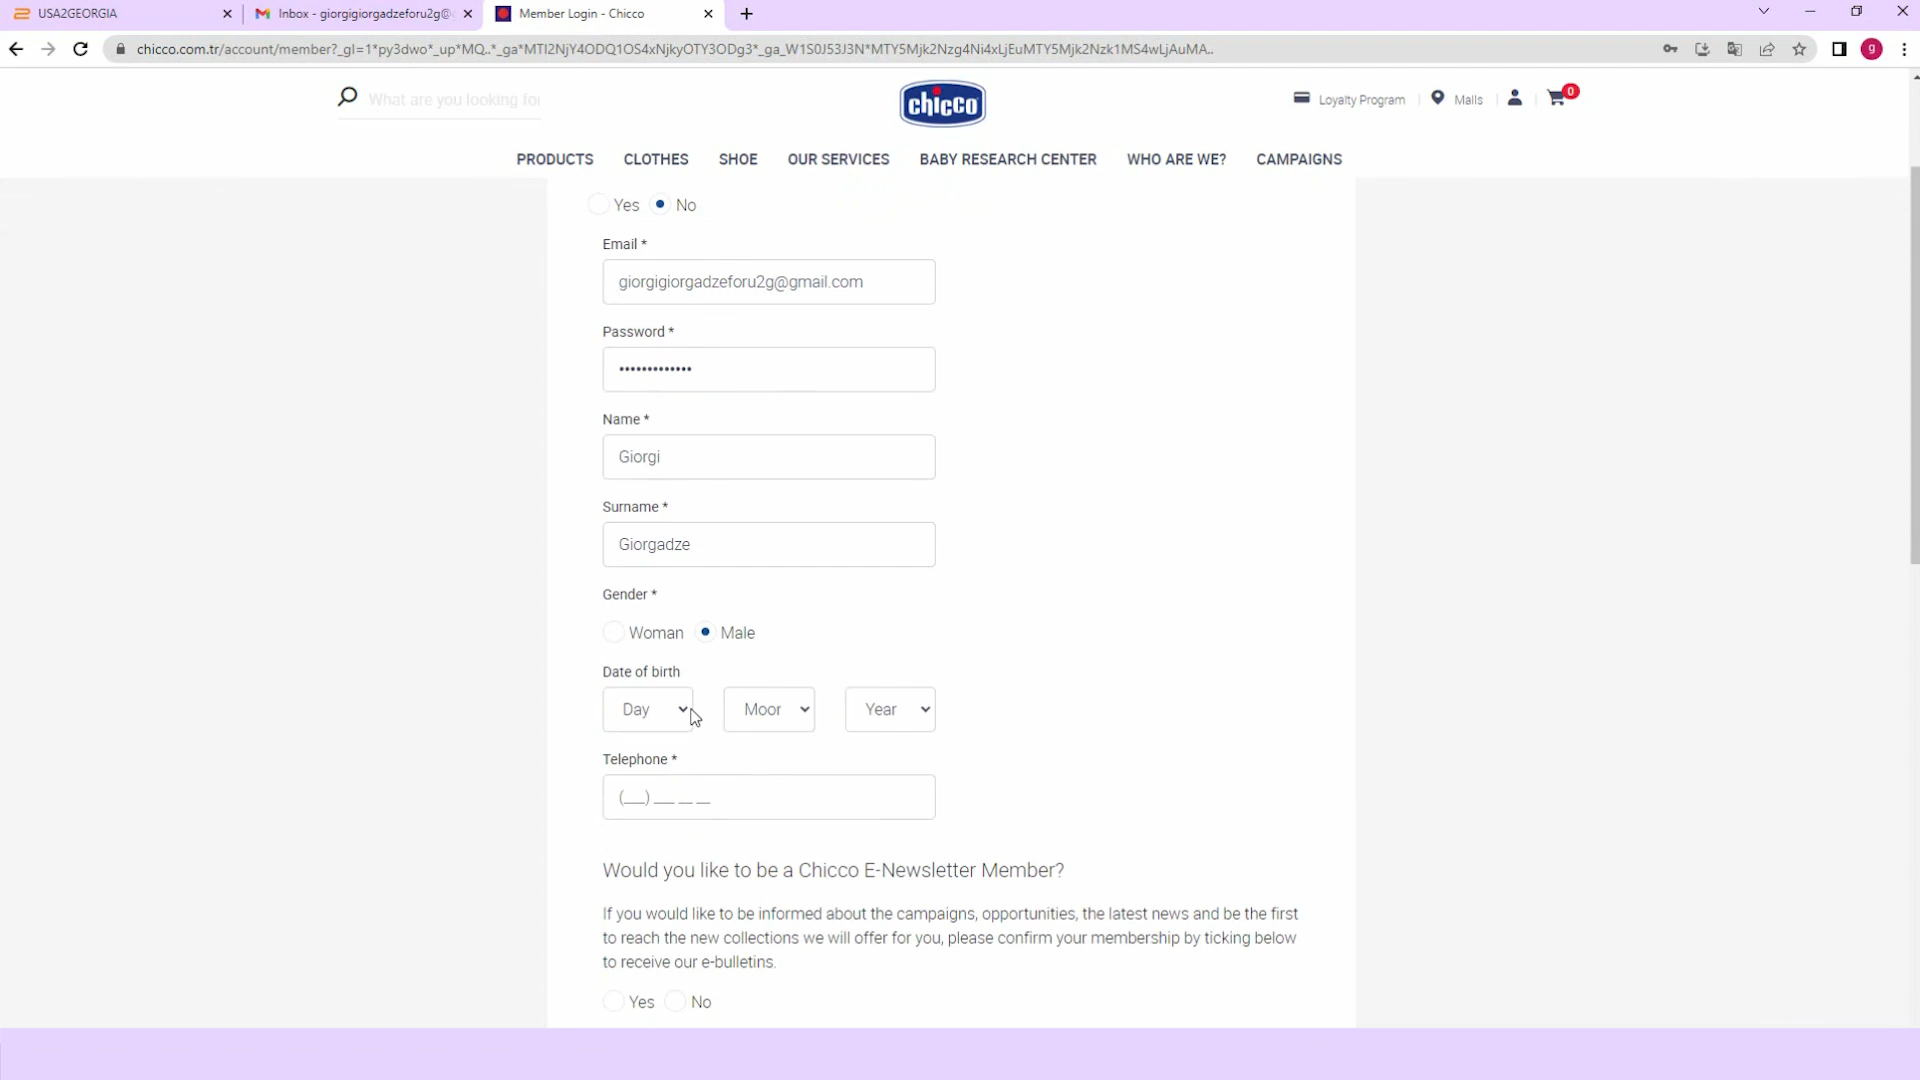 USA2GEORGIA
Inbox - giorgigiorgadzeforu2g@
Member Login - Chicco
chicco.com.tr/account/member?_gl=1*py3dwo*_up*MQ..*_ga*MTI2NjY4ODQ1OS4xNjkyOTY3ODg3*_ga_W1S0J53J3N*MTY5Mjk2Nzg4Ni4xLjEuMTY5Mjk2Nzk1MS4wLjAuMA..
g
What are you looking for
chicco
Loyalty Program
Malls
0
PRODUCTS CLOTHES SHOE OUR SERVICES BABY RESEARCH CENTER WHO ARE WE? CAMPAIGNS
Yes No
Email *
giorgigiorgadzeforu2g@gmail.com
Password *
•••••••••••••
Name *
Giorgi
Surname *
Giorgadze
Gender *
Woman Male
Date of birth
Day Moor Year
Telephone *
(___) ___ __ __
Would you like to be a Chicco E-Newsletter Member?
If you would like to be informed about the campaigns, opportunities, the latest news and be the first
to reach the new collections we will offer for you, please confirm your membership by ticking below
to receive our e-bulletins.
Yes No